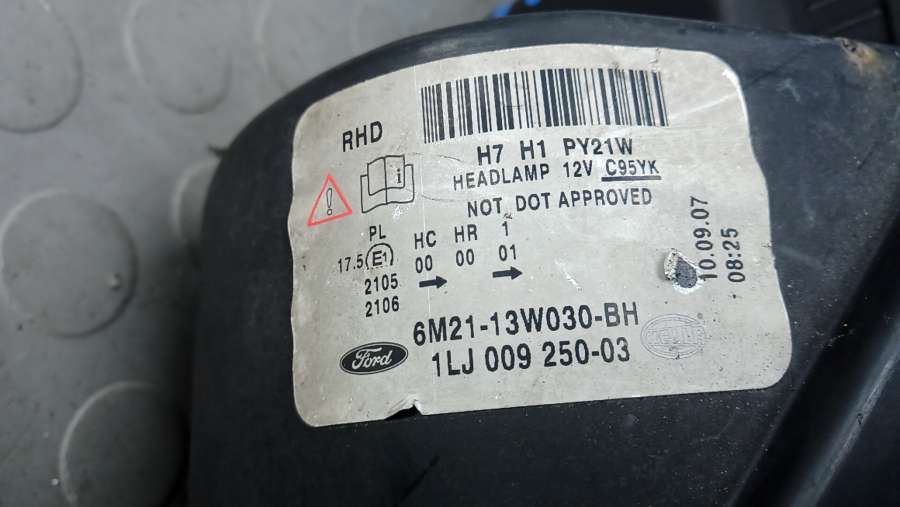 RHD
H7 H1 PY21W
HEADLAMP 12V C95YK
NOT DOT APPROVED
PL HC HR 1
17.5 E1 00 00 01
2105
2106
10.09.07
08:25
6M21-13W030-BH
Ford
1LJ 009 250-03
HELLA